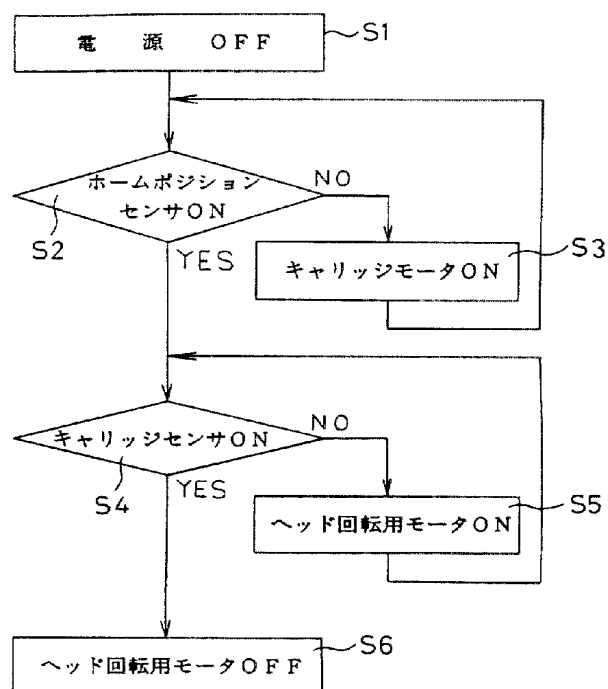 電 源 OFF
S1
ホームポジション
センサON
NO
S2
YES
キャリッジモータON
S3
キャリッジセンサON
NO
S4
YES
ヘッド回転用モータON
S5
ヘッド回転用モータOFF
S6